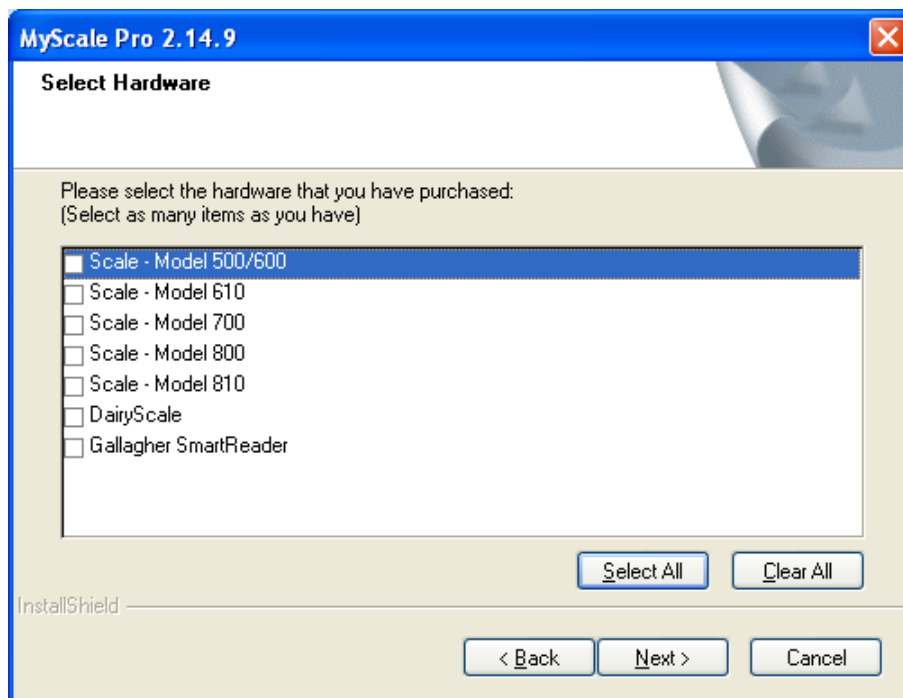 MyScale Pro 2.14.9
Select Hardware
Please select the hardware that you have purchased:
(Select as many items as you have)
Scale - Model 500/600
Scale - Model 610
Scale - Model 700
Scale - Model 800
Scale - Model 810
DairyScale
Gallagher SmartReader
Select All
Clear All
InstallShield
< Back
Next >
Cancel